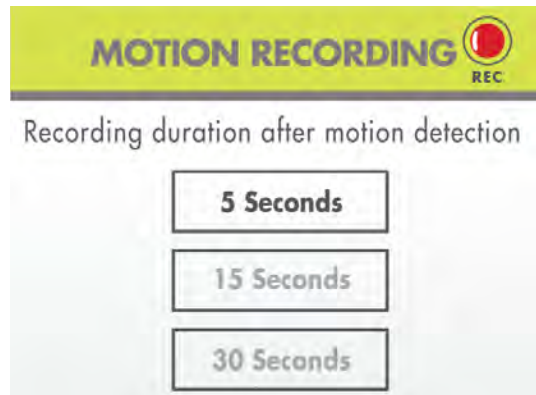 MOTION RECORDING
REC
Recording duration after motion detection
5 Seconds
15 Seconds
30 Seconds